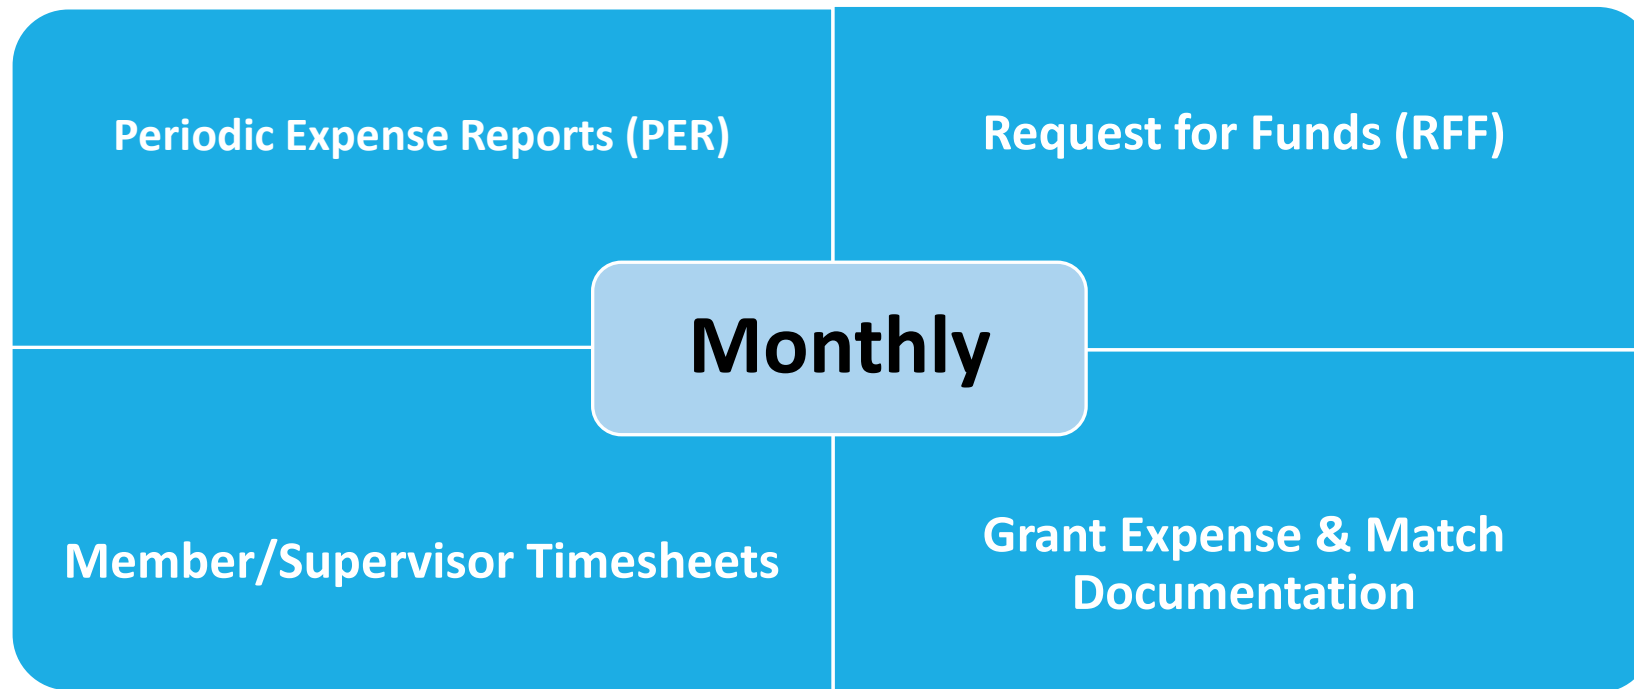 Periodic Expense Reports (PER)
Request for Funds (RFF)
Monthly
Member/Supervisor Timesheets
Grant Expense & Match
Documentation